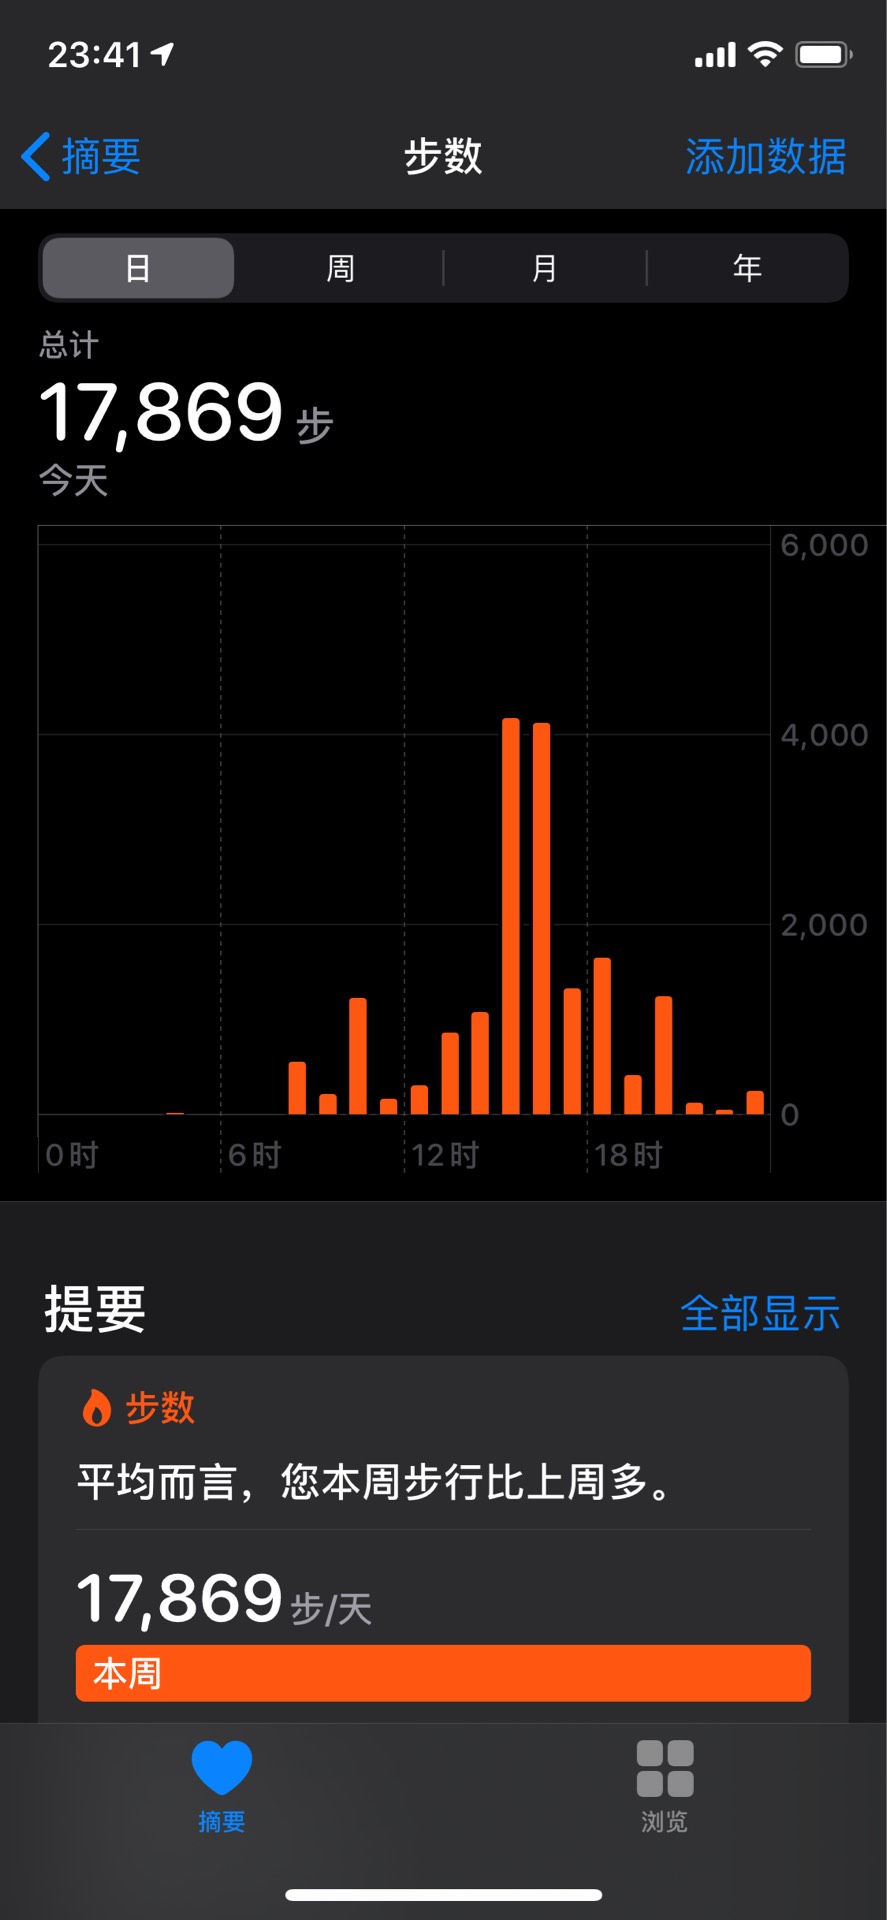 23:41
摘要 步数 添加数据
日 周 月 年
总计
17,869 步
今天
6,000
4,000
2,000
0
0时 6时 12时 18时
提要 全部显示
步数
平均而言，您本周步行比上周多。
17,869 步/天
本周
摘要 浏览